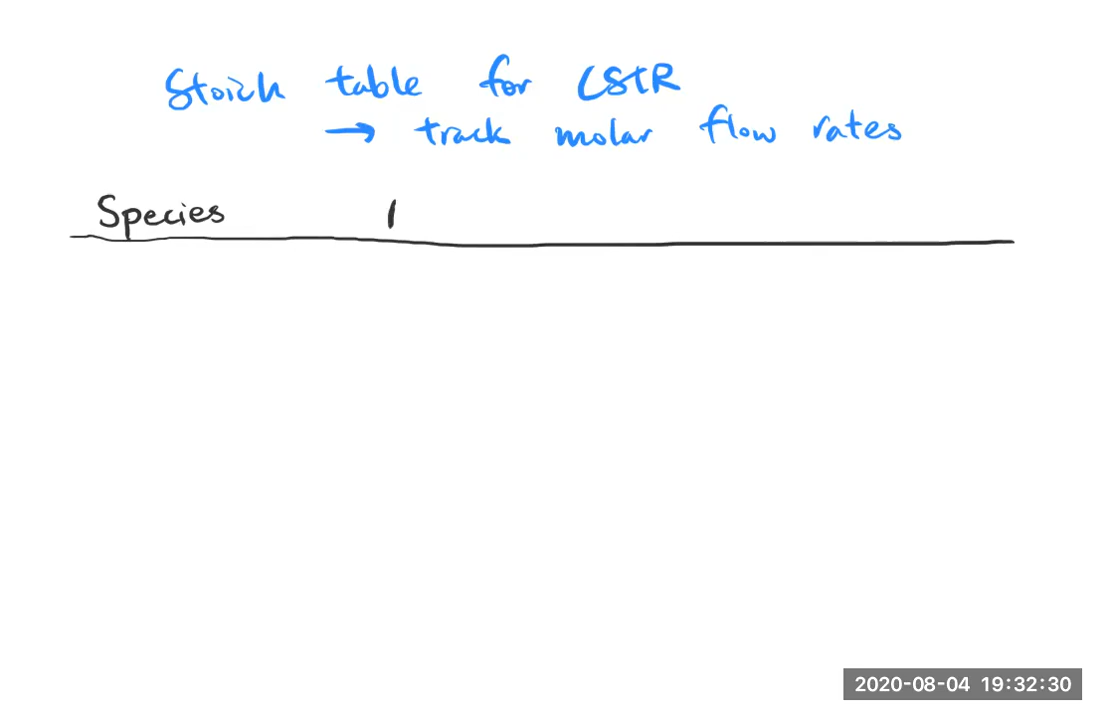 Stoich table for CSTR
→ track molar flow rates
Species I
2020-08-04 19:32:30